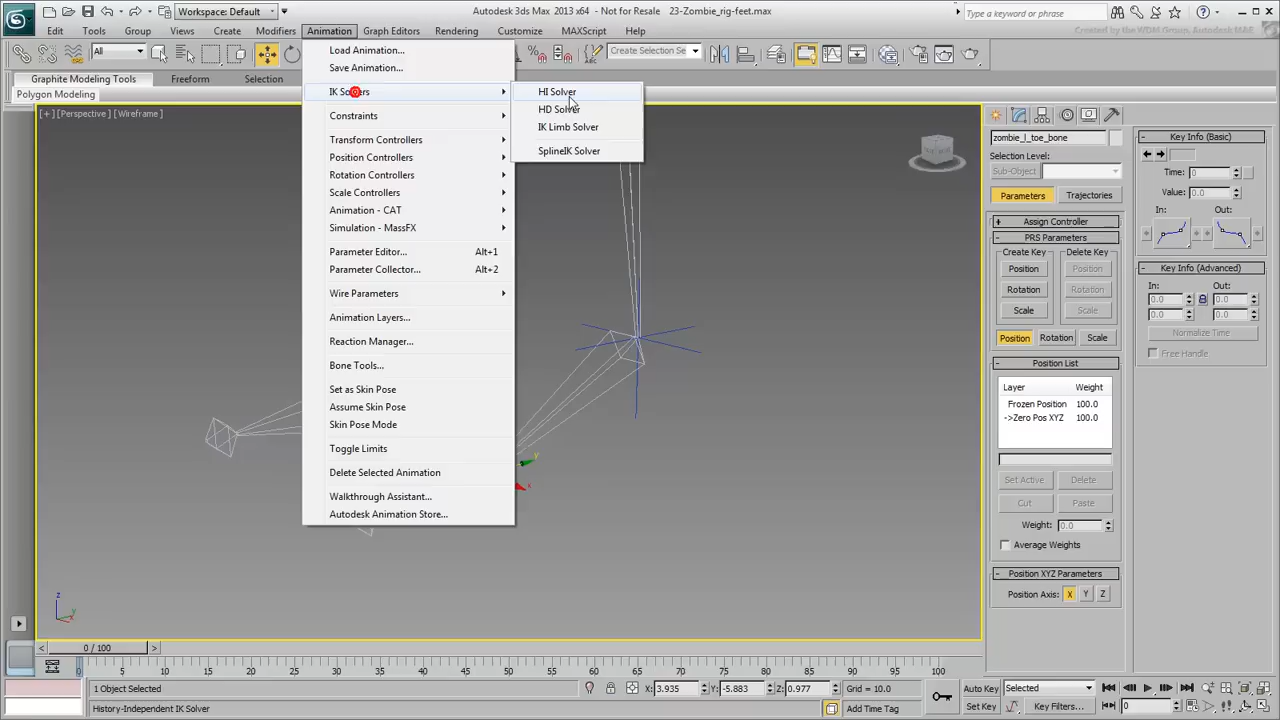 Workspace: Default
Autodesk 3ds Max 2013 x64 - Not for Resale 23-Zombie_rig-feet.max
Type a keyword or phrase
Edit Tools Group Views Create Modifiers Animation Graph Editors Rendering Customize MAXScript Help
Created exclusively by the WDM Group, Autodesk M&E
All
Create Selection Se
Graphite Modeling Tools Freeform Selection
Polygon Modeling
[+] [Perspective] [Wireframe]
Load Animation...
Save Animation...
IK Solvers
Constraints
Transform Controllers
Position Controllers
Rotation Controllers
Scale Controllers
Animation - CAT
Simulation - MassFX
Parameter Editor... Alt+1
Parameter Collector... Alt+2
Wire Parameters
Animation Layers...
Reaction Manager...
Bone Tools...
Set as Skin Pose
Assume Skin Pose
Skin Pose Mode
Toggle Limits
Delete Selected Animation
Walkthrough Assistant...
Autodesk Animation Store...
HI Solver
HD Solver
IK Limb Solver
SplineIK Solver
y
x
z
y
zombie_l_toe_bone
Selection Level:
Sub-Object
Parameters Trajectories
+ Assign Controller
- PRS Parameters
Create Key Delete Key
Position Position
Rotation Rotation
Scale Scale
Position Rotation Scale
- Position List
Layer Weight
Frozen Position 100.0
->Zero Pos XYZ 100.0
Set Active Delete
Cut Paste
Weight: 0.0
Average Weights
- Position XYZ Parameters
Position Axis: X Y Z
- Key Info (Basic)
Time: 0
Value: 0.0
In: Out:
- Key Info (Advanced)
In: Out:
0.0 0.0
0.0 0.0
Normalize Time
Free Handle
< 0 / 100 >
0 5 10 15 20 25 30 35 40 45 50 55 60 65 70 75 80 85 90 95 100
1 Object Selected
X: 3.935 Y: -5.883 Z: 0.977 Grid = 10.0
Auto Key Selected
History-Independent IK Solver
Add Time Tag
Set Key Key Filters... 0